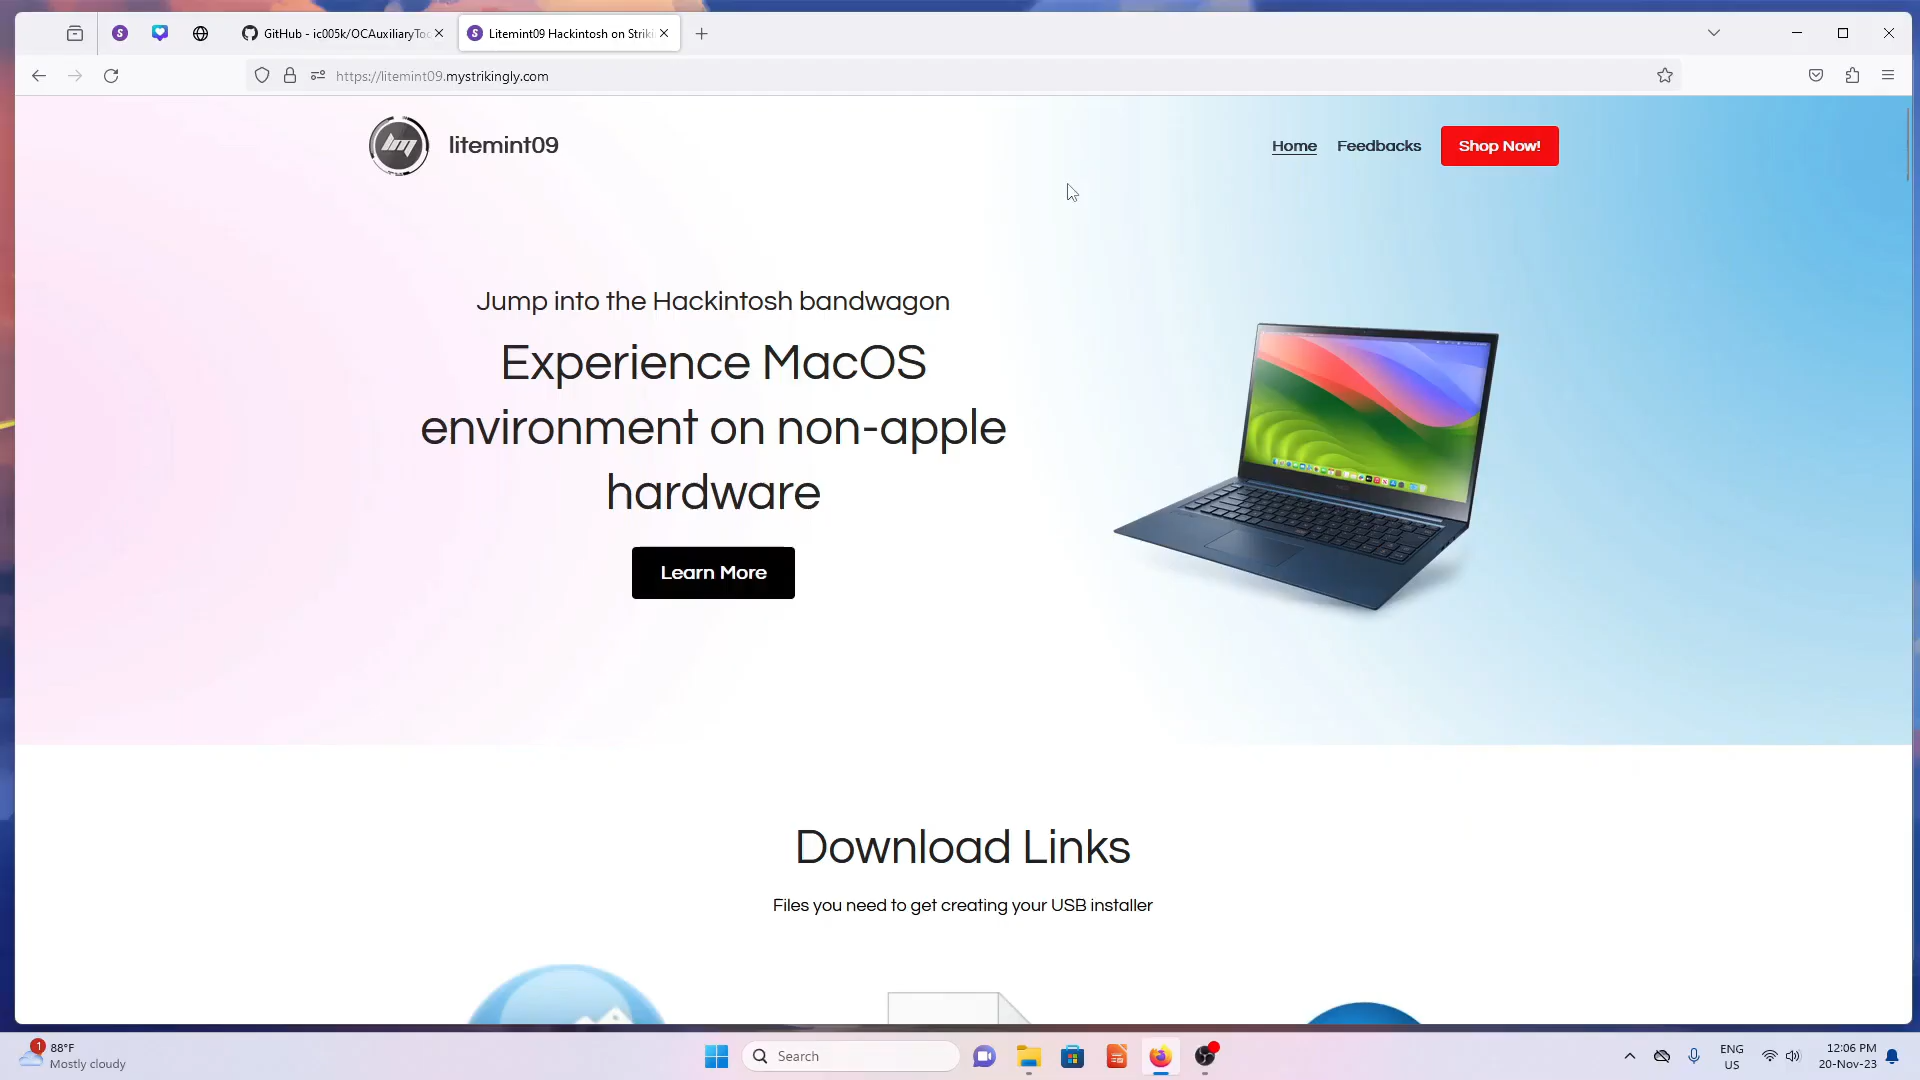 GitHub - ic005k/OCAuxiliaryToo
Litemint09 Hackintosh on Striki
https://litemint09.mystrikingly.com
litemint09
Home
Feedbacks
Shop Now!
Jump into the Hackintosh bandwagon
Experience MacOS
environment on non-apple
hardware
Learn More
Download Links
Files you need to get creating your USB installer
1
88°F
Mostly cloudy
Search
ENG
US
12:06 PM
20-Nov-23